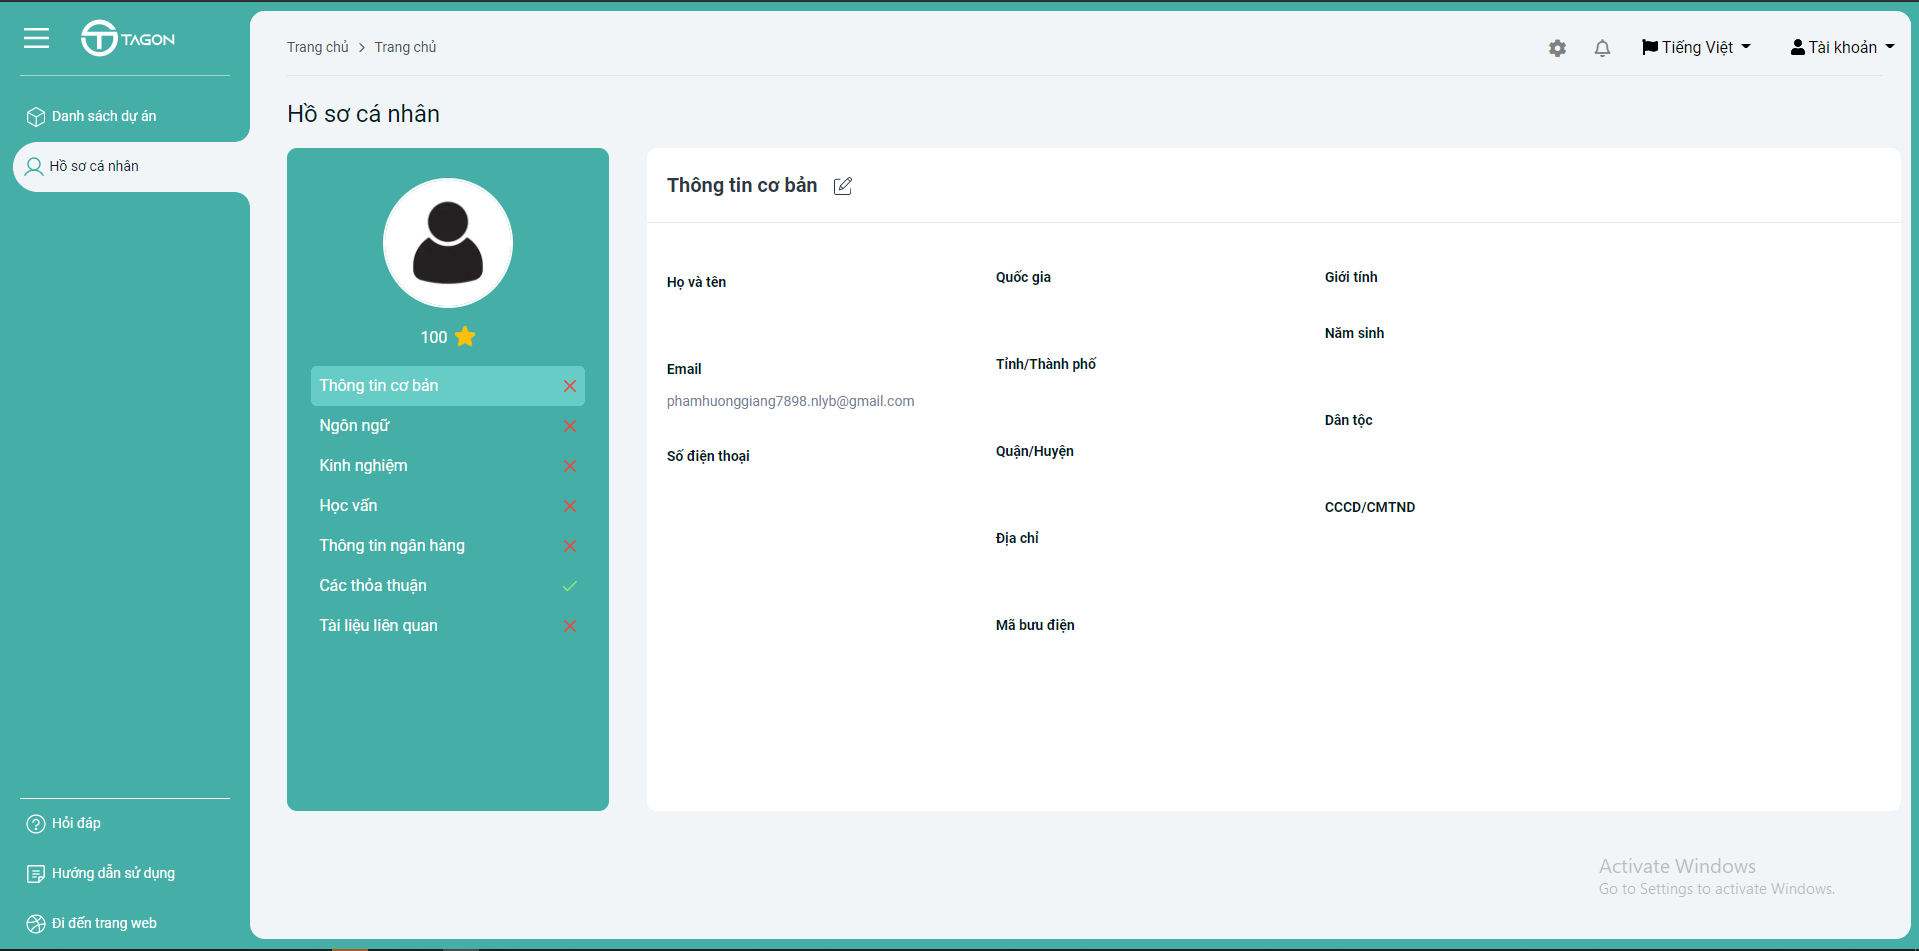 TAGON
Danh sách dự án
Hồ sơ cá nhân
Hỏi đáp
Hướng dẫn sử dụng
Đi đến trang web
Trang chủ > Trang chủ
Tiếng Việt
Tài khoản
Hồ sơ cá nhân
100
Thông tin cơ bản
Ngôn ngữ
Kinh nghiệm
Học vấn
Thông tin ngân hàng
Các thỏa thuận
Tài liệu liên quan
Thông tin cơ bản
Họ và tên
Email
phamhuonggiang7898.nlyb@gmail.com
Số điện thoại
Quốc gia
Tỉnh/Thành phố
Quận/Huyện
Địa chỉ
Mã bưu điện
Giới tính
Năm sinh
Dân tộc
CCCD/CMTND
Activate Windows
Go to Settings to activate Windows.